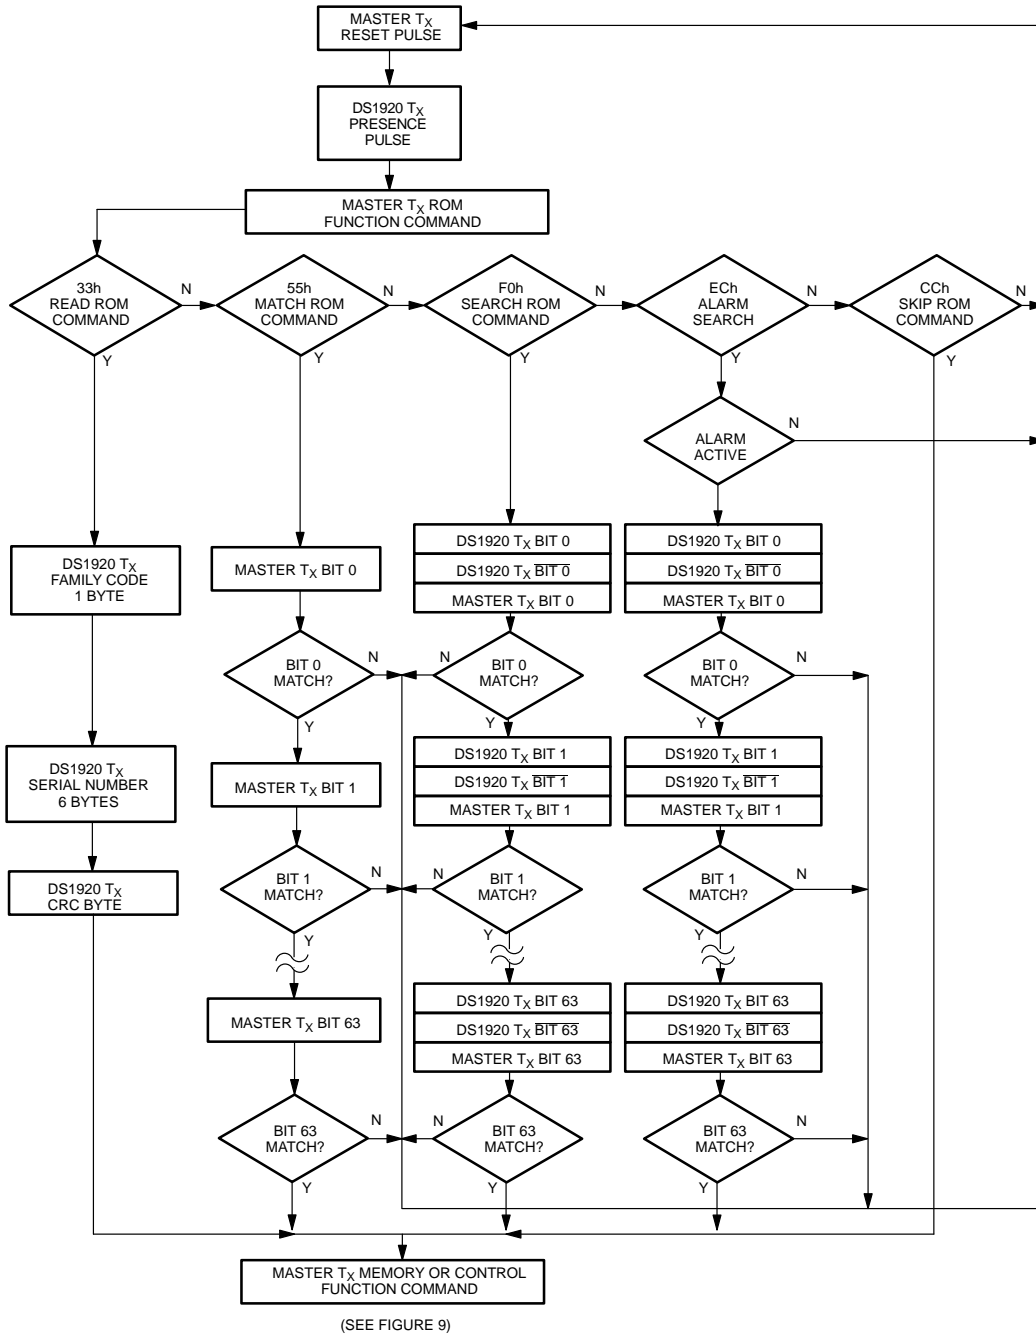 MASTER TX
RESET PULSE
DS1920 TX
PRESENCE
PULSE
MASTER TX ROM
FUNCTION COMMAND
33h
READ ROM
COMMAND
N
Y
55h
MATCH ROM
COMMAND
N
Y
F0h
SEARCH ROM
COMMAND
N
Y
ECh
ALARM
SEARCH
N
Y
CCh
SKIP ROM
COMMAND
N
Y
ALARM
ACTIVE
N
Y
DS1920 TX
FAMILY CODE
1 BYTE
DS1920 TX
SERIAL NUMBER
6 BYTES
DS1920 TX
CRC BYTE
MASTER TX BIT 0
BIT 0
MATCH?
N
Y
MASTER TX BIT 1
BIT 1
MATCH?
N
Y
MASTER TX BIT 63
BIT 63
MATCH?
N
Y
DS1920 TX BIT 0
DS1920 TX BIT 0
MASTER TX BIT 0
BIT 0
MATCH?
N
Y
DS1920 TX BIT 1
DS1920 TX BIT 1
MASTER TX BIT 1
BIT 1
MATCH?
N
Y
DS1920 TX BIT 63
DS1920 TX BIT 63
MASTER TX BIT 63
BIT 63
MATCH?
N
Y
DS1920 TX BIT 0
DS1920 TX BIT 0
MASTER TX BIT 0
BIT 0
MATCH?
N
Y
DS1920 TX BIT 1
DS1920 TX BIT 1
MASTER TX BIT 1
BIT 1
MATCH?
N
Y
DS1920 TX BIT 63
DS1920 TX BIT 63
MASTER TX BIT 63
BIT 63
MATCH?
N
Y
MASTER TX MEMORY OR CONTROL
FUNCTION COMMAND
(SEE FIGURE 9)